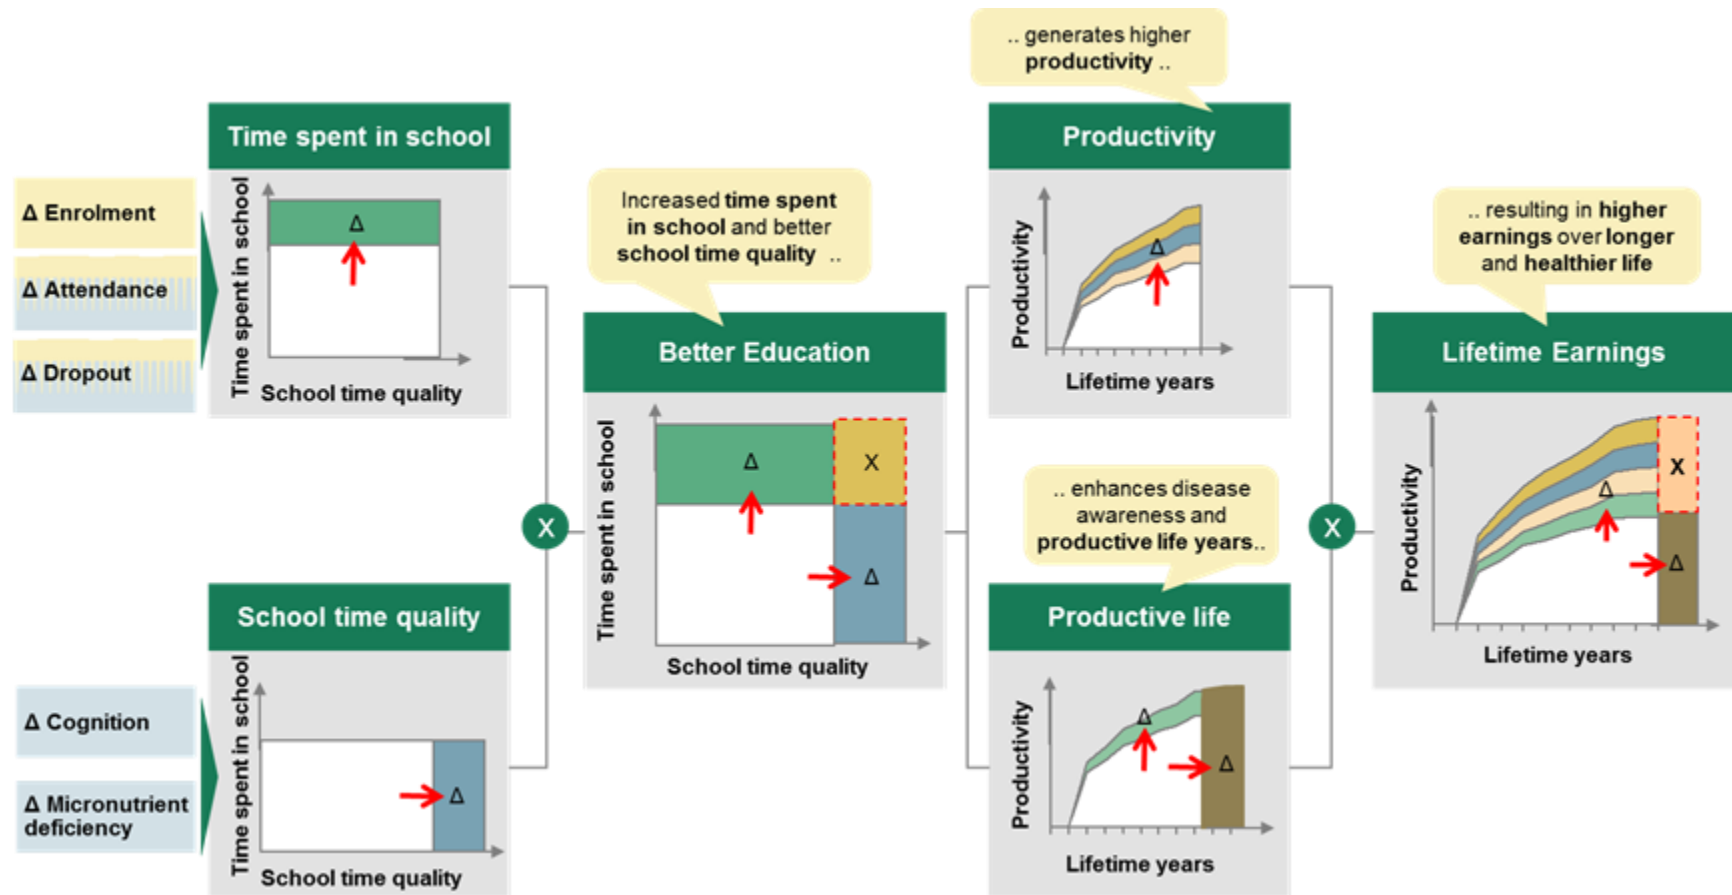 .. generates higher
productivity ..
Time spent in school
Productivity
Δ Enrolment
Δ Attendance
Δ Dropout
Time spent in school
Δ
School time quality
Increased time spent
in school and better
school time quality ..
Productivity
Δ
Lifetime years
.. resulting in higher
earnings over longer
and healthier life
Better Education
Time spent in school
Δ
X
Δ
School time quality
X
.. enhances disease
awareness and
productive life years..
X
Lifetime Earnings
Productivity
Δ
X
Δ
Lifetime years
School time quality
Δ Cognition
Δ Micronutrient
deficiency
Time spent in school
Δ
School time quality
Productive life
Productivity
Δ
Δ
Lifetime years